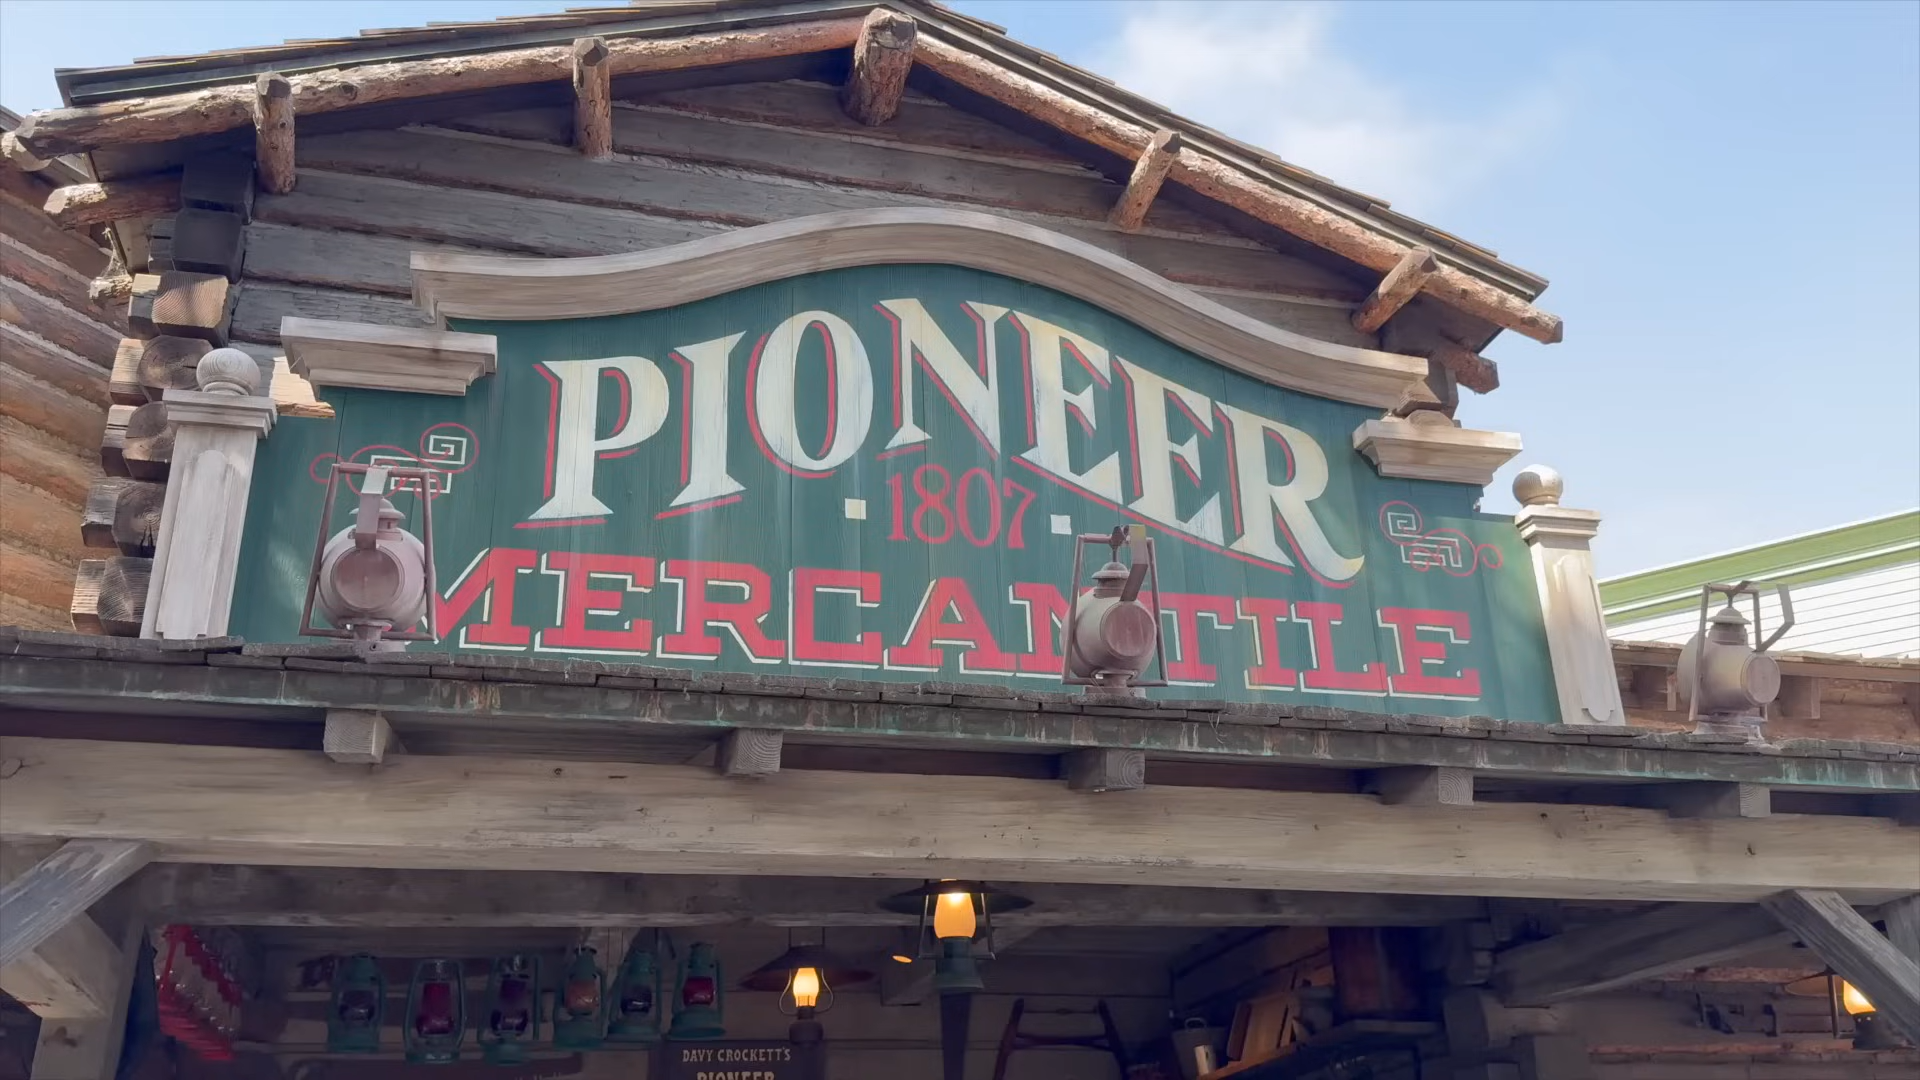 PIONEER
1807
MERCANTILE
DAVY CROCKETT'S
PIONEER